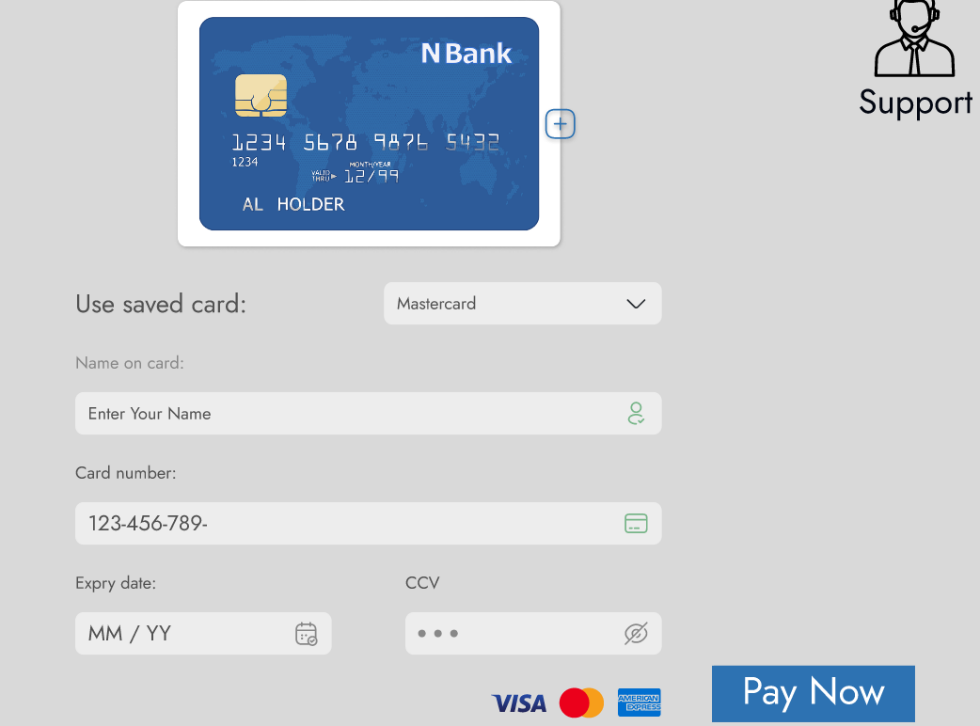 N Bank
1234 5678 9876 5432
1234
MONTH/YEAR
VALID THRU 12/99
AL HOLDER
Support
Use saved card:
Mastercard
Name on card:
Enter Your Name
Card number:
123-456-789-
Expry date:
CCV
MM / YY
VISA
AMERICAN
EXPRESS
Pay Now